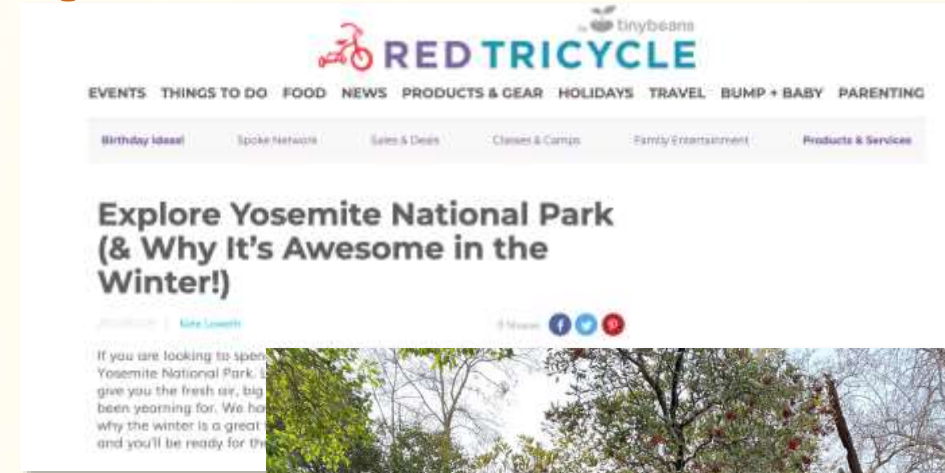 tinybeans
RED TRICYCLE
EVENTS THINGS TO DO FOOD NEWS PRODUCTS & GEAR HOLIDAYS TRAVEL BUMP + BABY PARENTING
Birthday Ideas! Spoke Network Sales & Deals Classes & Camps Family Entertainment Products & Services
Explore Yosemite National Park
(& Why It's Awesome in the
Winter!)
If you are looking to spen
Yosemite National Park. L
give you the fresh air, big
been yearning for. We ha
why the winter is a great
and you'll be ready for the